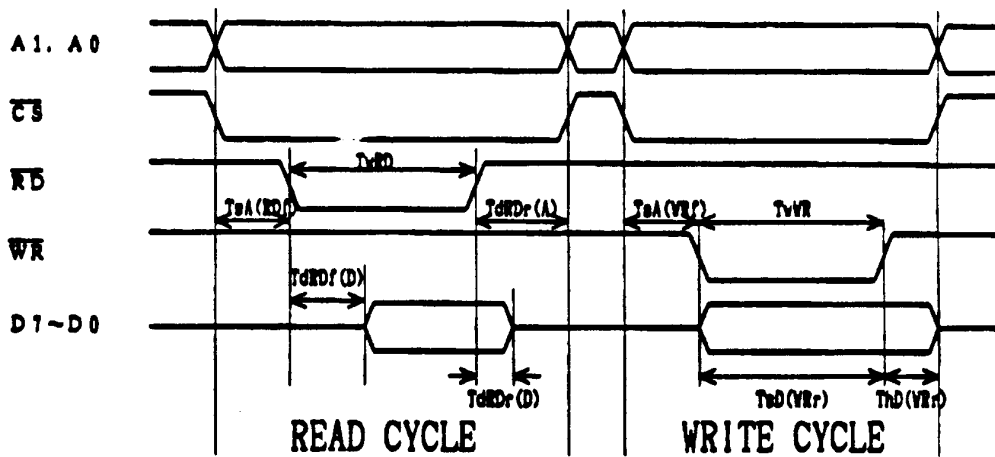 A1, A0
CS
TwRD
RD
TsA(RDf) TdRDr(A) TsA(WRf) TwWR
WR
TdRDf(D)
D7~D0
TdRDr(D) TsD(WRr) ThD(WRr)
READ CYCLE WRITE CYCLE